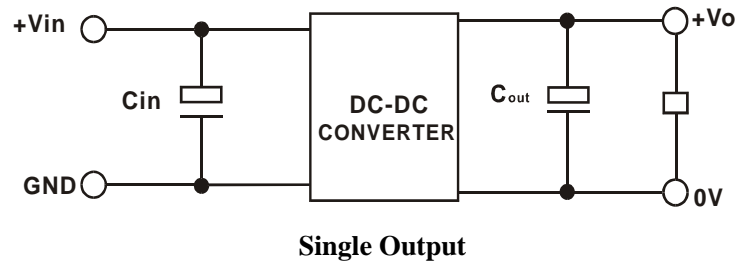 +Vin
+Vo
Cin
DC-DC
CONVERTER
Cout
GND
0V
Single Output